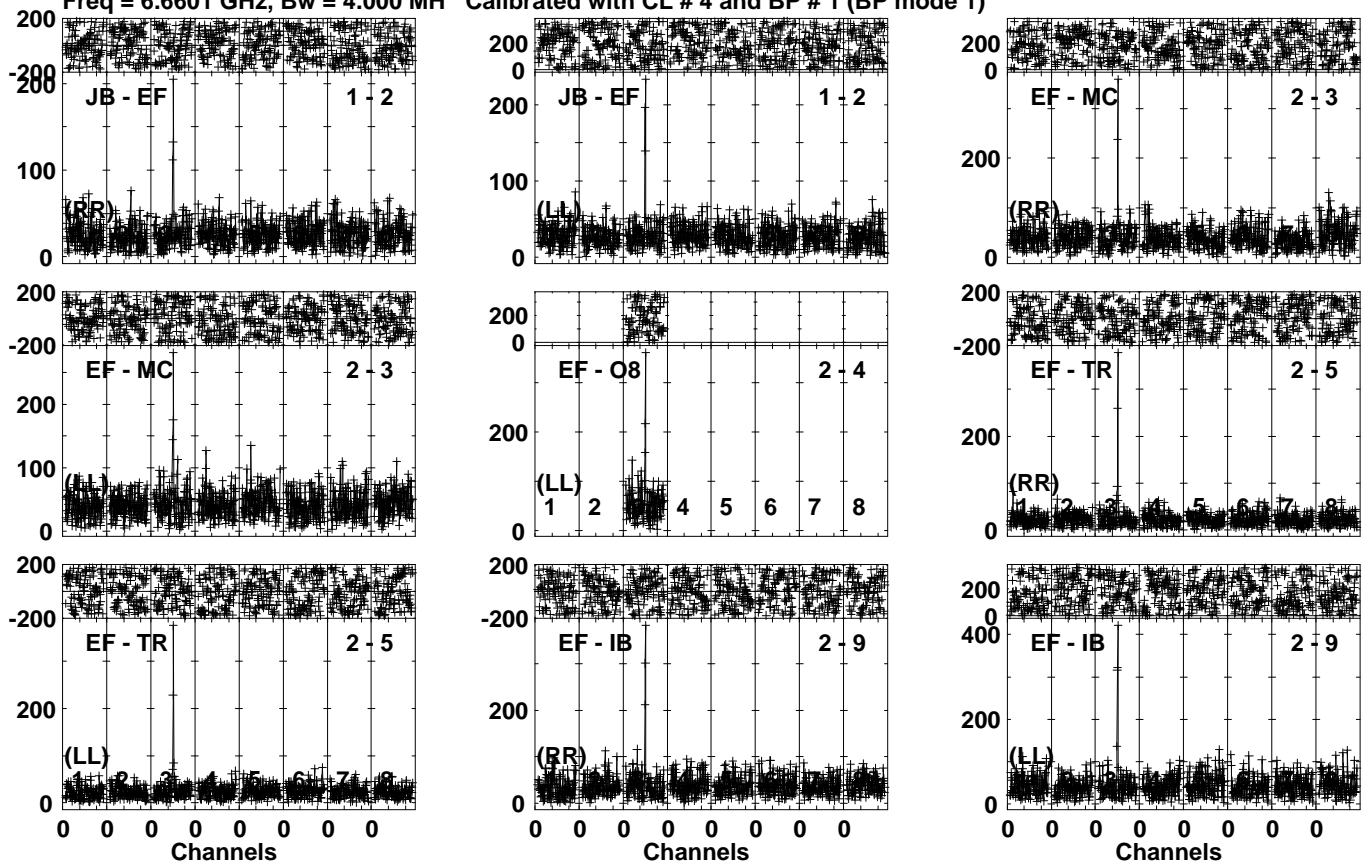 Freq = 6.6601 GHz, Bw = 4.000 MH Calibrated with CL # 4 and BP # 1 (BP mode 1)
200
-200
200
100
0
JB - EF 1 - 2
(RR)
200
0
200
100
0
JB - EF 1 - 2
(LL)
200
0
200
0
EF - MC 2 - 3
(RR)
200
-200
200
100
0
EF - MC 2 - 3
(LL)
200
0
200
0
EF - O8 2 - 4
(LL)
1 2 4 5 6 7 8
200
-200
200
0
EF - TR 2 - 5
(RR)
1 2 3 4 5 6 7 8
200
-200
200
0
EF - TR 2 - 5
(LL)
1 2 3 4 5 6 7 8
0 0 0 0 0 0 0 0
Channels
200
-200
200
0
EF - IB 2 - 9
(RR)
0 0 0 0 0 0 0 0
Channels
200
0
400
200
0
EF - IB 2 - 9
(LL)
0 0 0 0 0 0 0 0
Channels